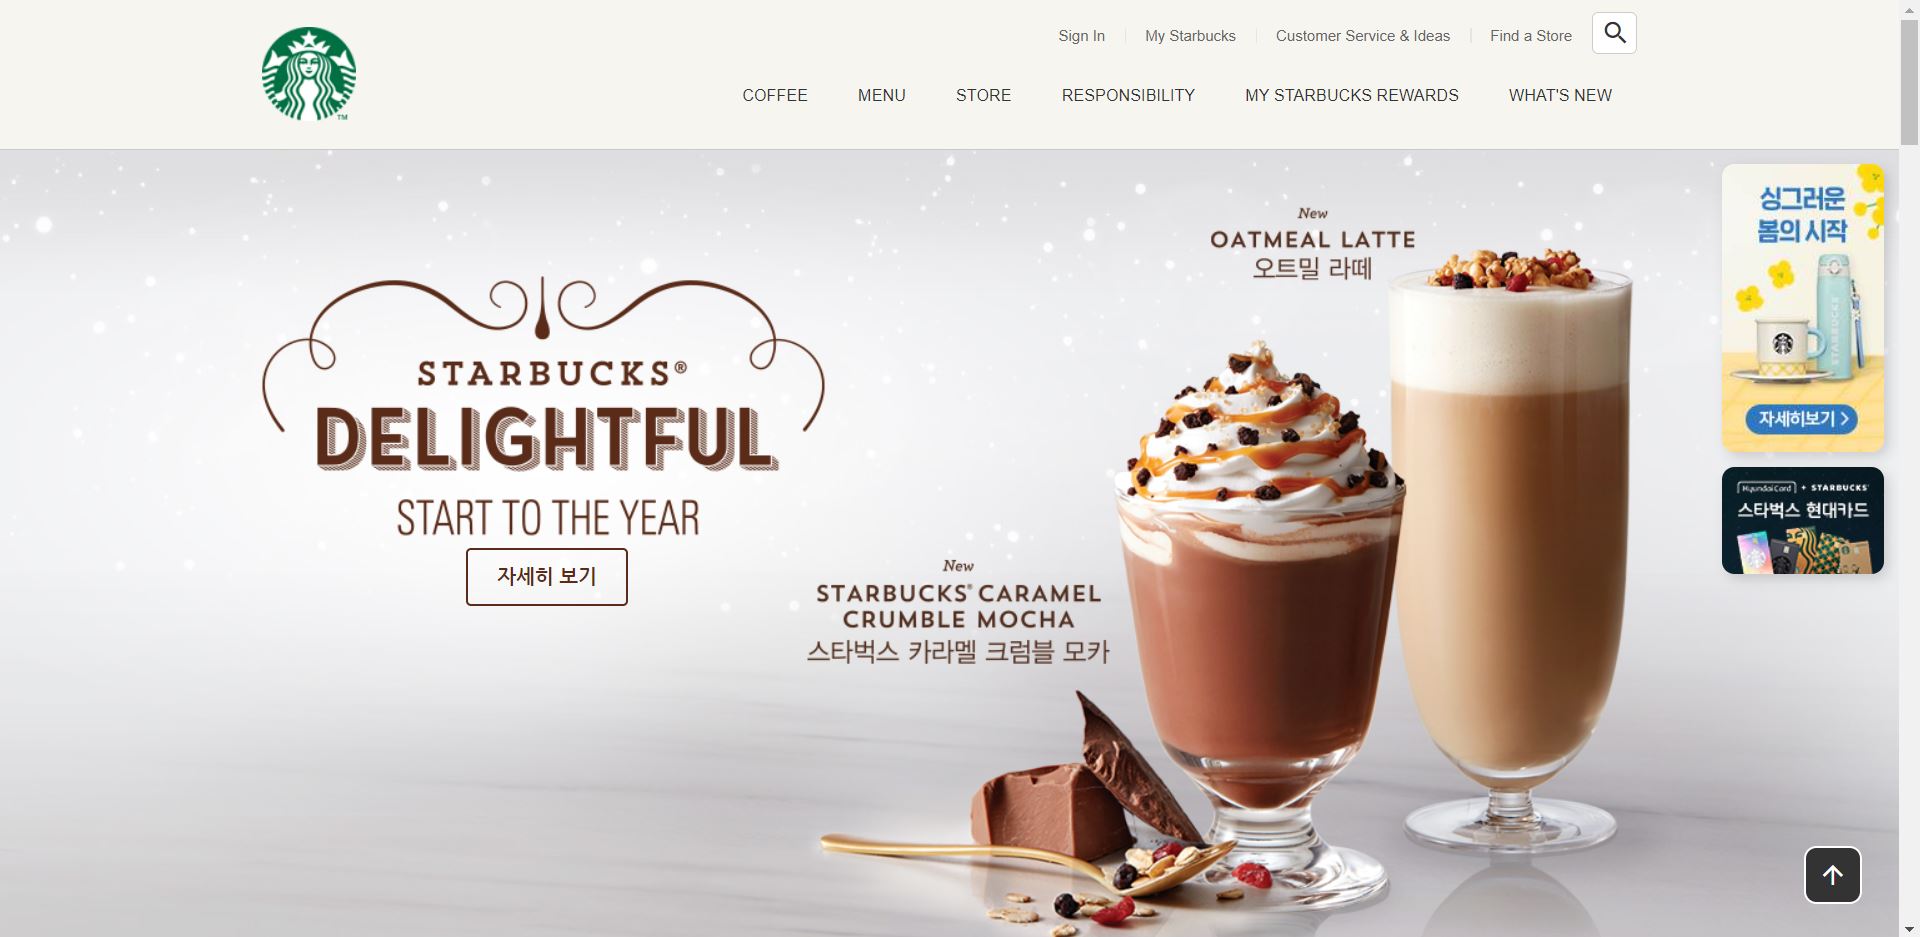 Sign In
My Starbucks
Customer Service & Ideas
Find a Store
COFFEE
MENU
STORE
RESPONSIBILITY
MY STARBUCKS REWARDS
WHAT'S NEW
TM
STARBUCKS®
DELIGHTFUL
START TO THE YEAR
자세히 보기
New
OATMEAL LATTE
오트밀 라떼
New
STARBUCKS® CARAMEL
CRUMBLE MOCHA
스타벅스 카라멜 크럼블 모카
싱그러운
봄의 시작
STARBUCKS
자세히보기
HyundaiCard + STARBUCKS
스타벅스 현대카드